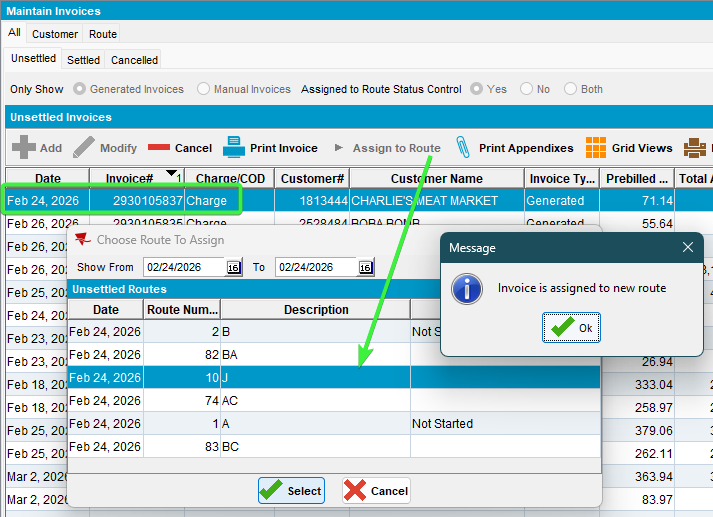 Maintain Invoices
All Customer Route
Unsettled Settled Cancelled
Only Show Generated Invoices Manual Invoices Assigned to Route Status Control Yes No Both
Unsettled Invoices
Add Modify Cancel Print Invoice Assign to Route Print Appendixes Grid Views
Date Invoice# 1 Charge/COD Customer# Customer Name Invoice Ty... Prebilled ... Total A
Feb 24, 2026 2930105837 Charge 1813444 CHARLIE'S MEAT MARKET Generated 71.14
Feb 26, 2026 2930105835 Charge 2528484 BOBA BOMB Generated 55.64
Feb 26, 202
Feb 26, 202
Feb 25, 202
Feb 24, 202
Feb 23, 202
Feb 23, 202 26.94
Feb 18, 202 333.04
Feb 18, 202 258.97
Feb 25, 202 379.06
Feb 25, 202 262.11
Mar 2, 2026 363.94
Mar 2, 2026 83.97
Choose Route To Assign
Show From 02/24/2026 16 To 02/24/2026 16
Unsettled Routes
Date Route Num... Description
Feb 24, 2026 2 B Not S
Feb 24, 2026 82 BA
Feb 24, 2026 10 J
Feb 24, 2026 74 AC
Feb 24, 2026 1 A Not Started
Feb 24, 2026 83 BC
Select Cancel
Message
Invoice is assigned to new route
Ok